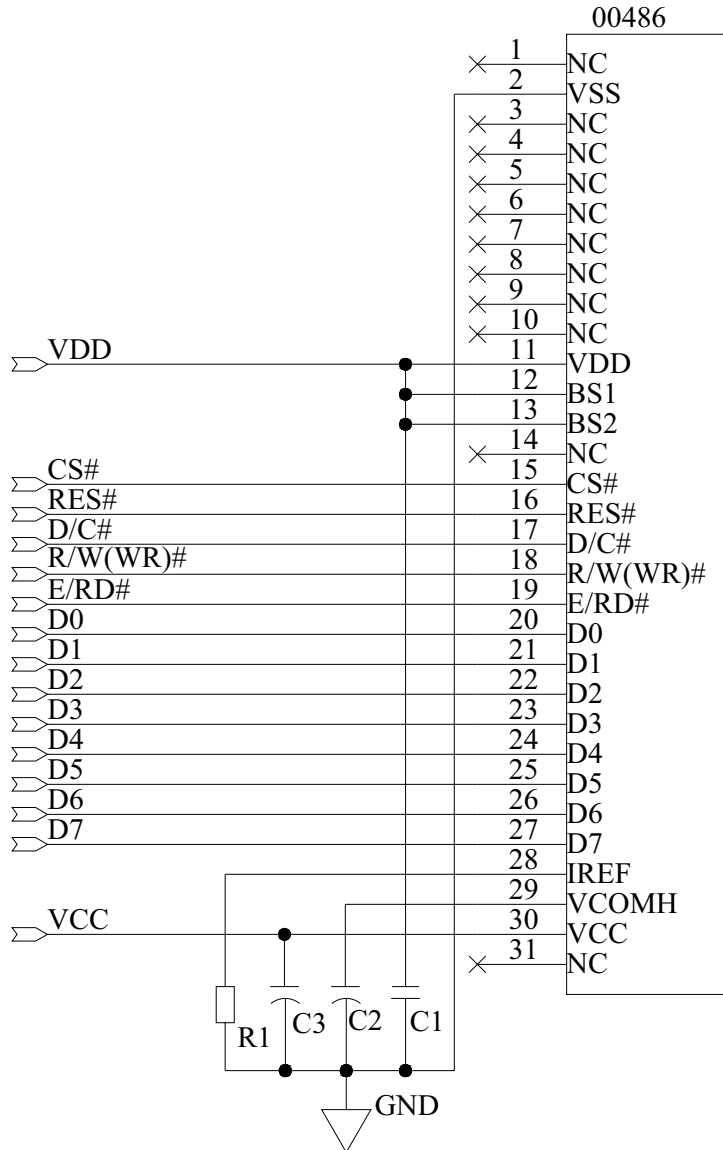 00486
1 NC
2 VSS
3 NC
4 NC
5 NC
6 NC
7 NC
8 NC
9 NC
10 NC
VDD 11 VDD
12 BS1
13 BS2
14 NC
CS# 15 CS#
RES# 16 RES#
D/C# 17 D/C#
R/W(WR)# 18 R/W(WR)#
E/RD# 19 E/RD#
D0 20 D0
D1 21 D1
D2 22 D2
D3 23 D3
D4 24 D4
D5 25 D5
D6 26 D6
D7 27 D7
28 IREF
29 VCOMH
VCC 30 VCC
31 NC
R1 C3 C2 C1
GND